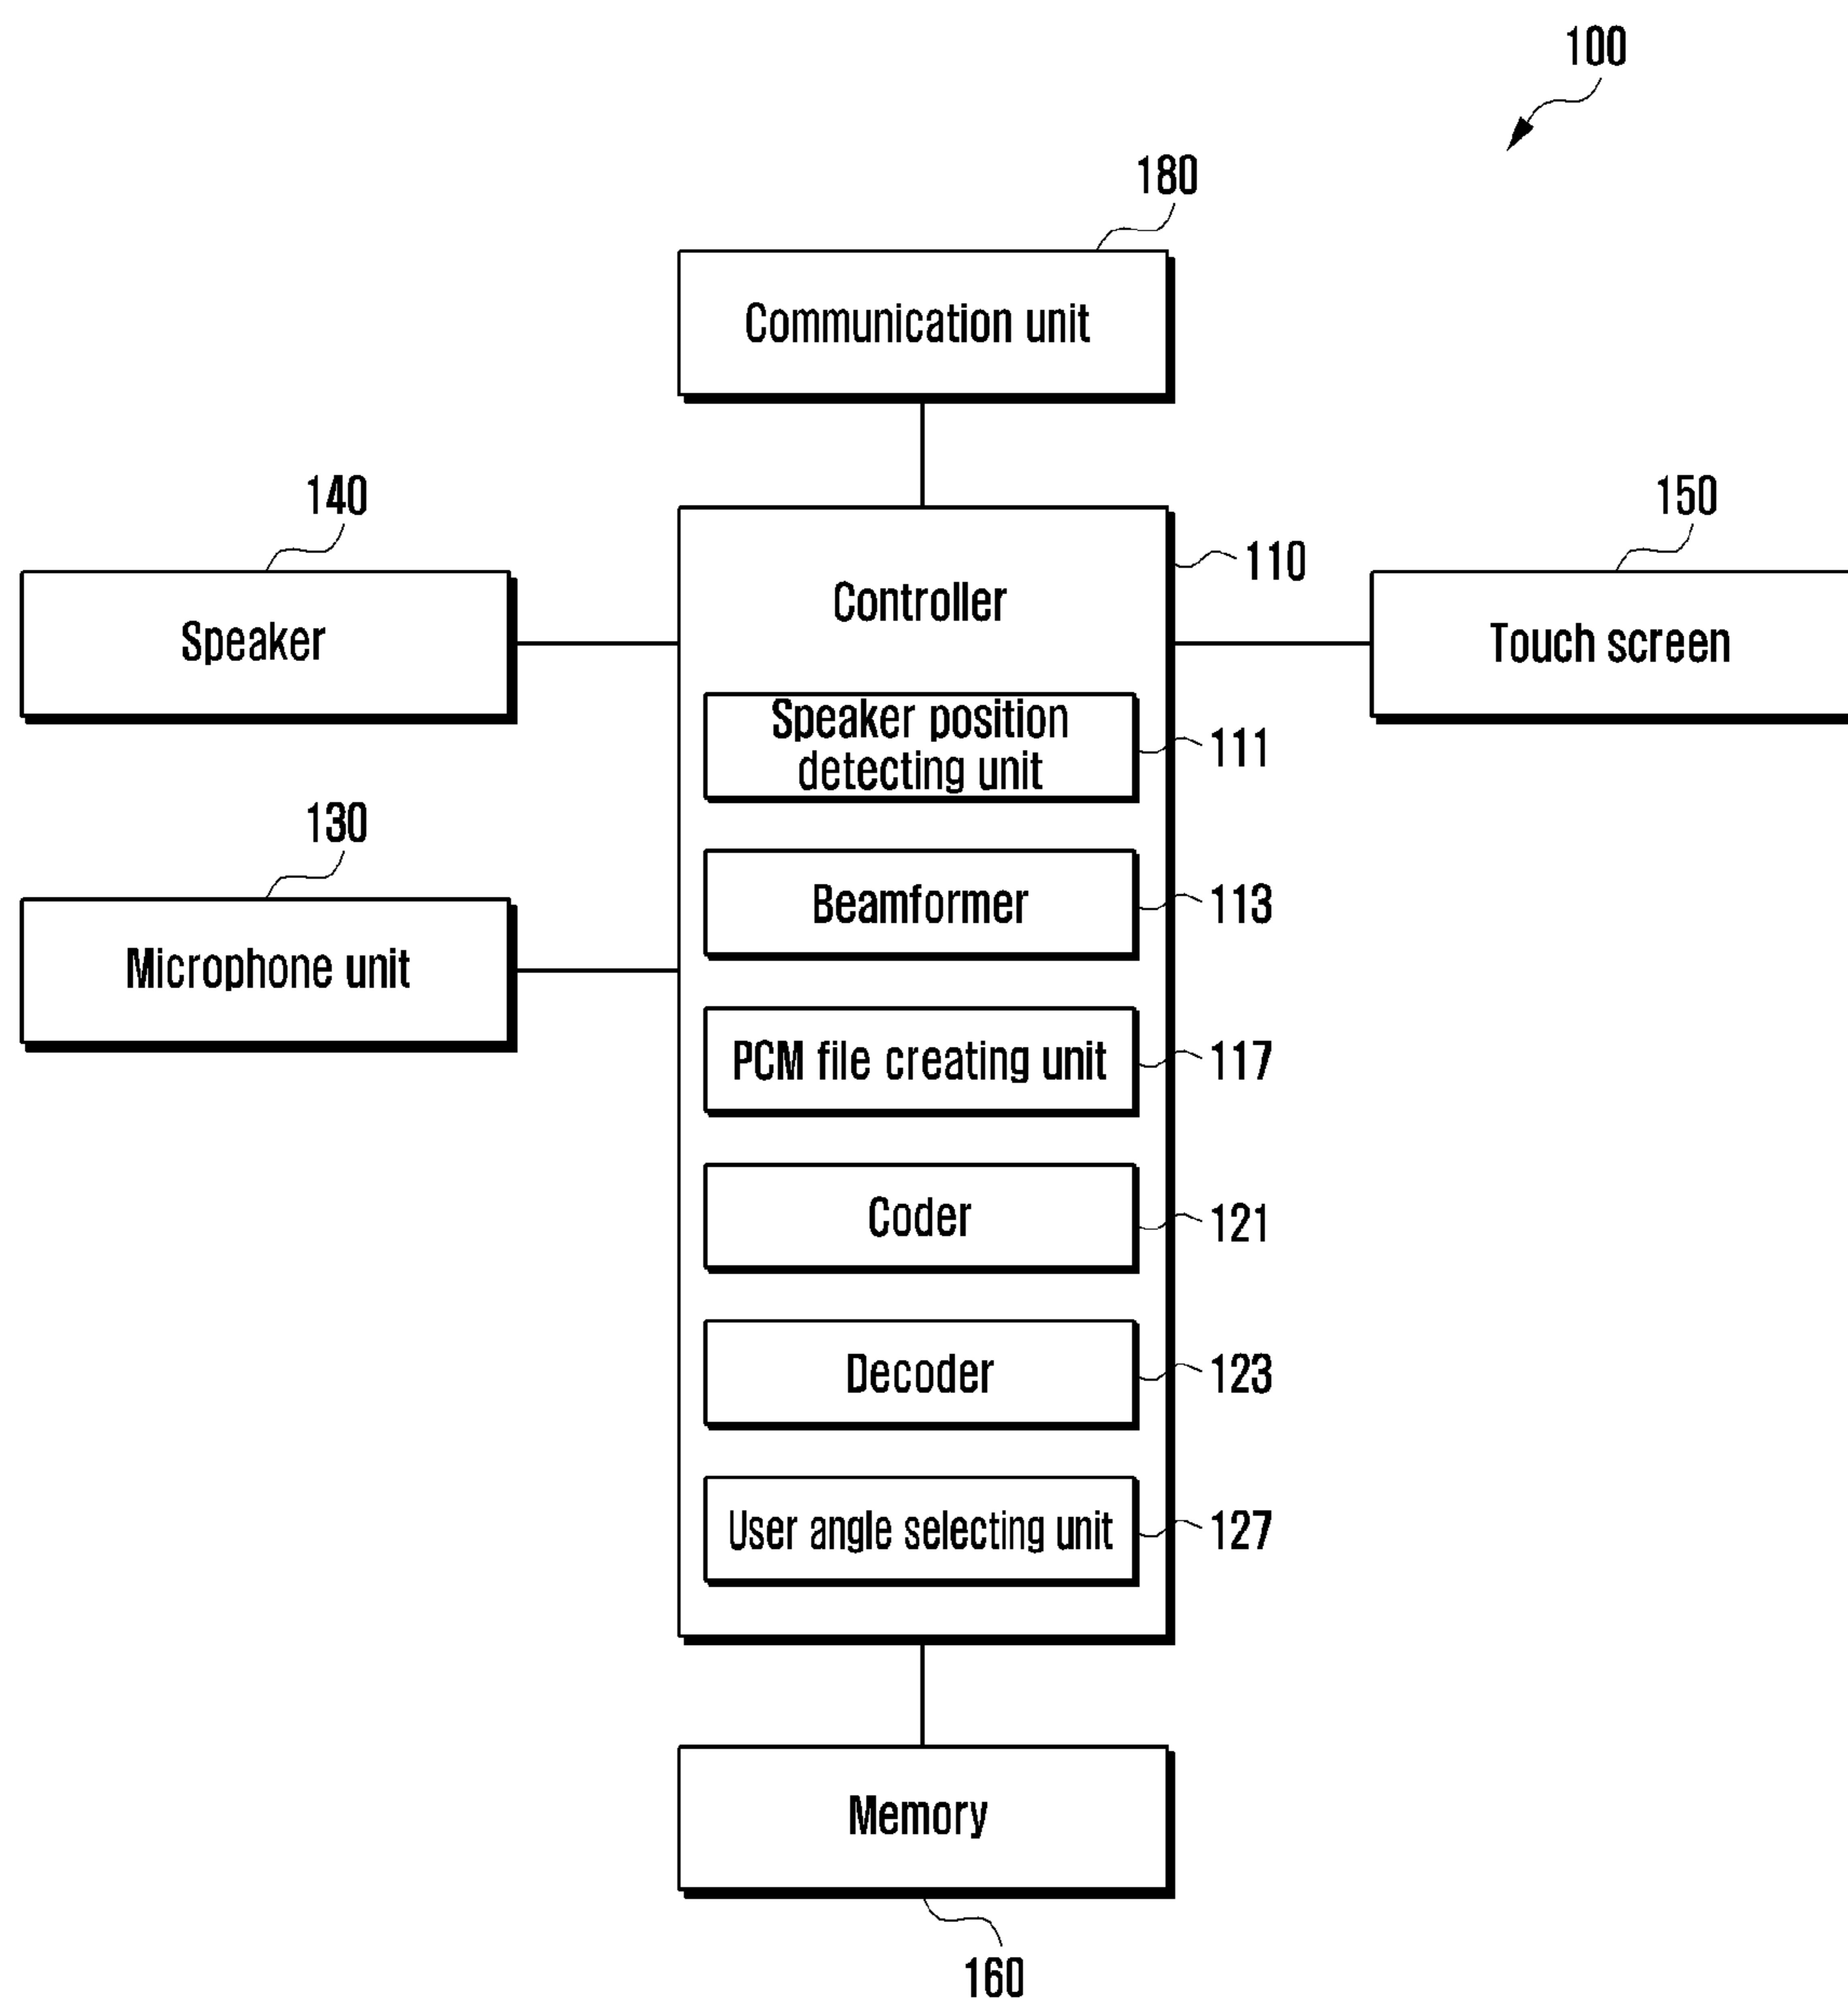 100
180
Communication unit
140
150
110
Controller
Speaker
Touch screen
Speaker position
detecting unit
111
130
Beamformer
113
Microphone unit
PCM file creating unit
117
Coder
121
Decoder
123
User angle selecting unit
127
Memory
160